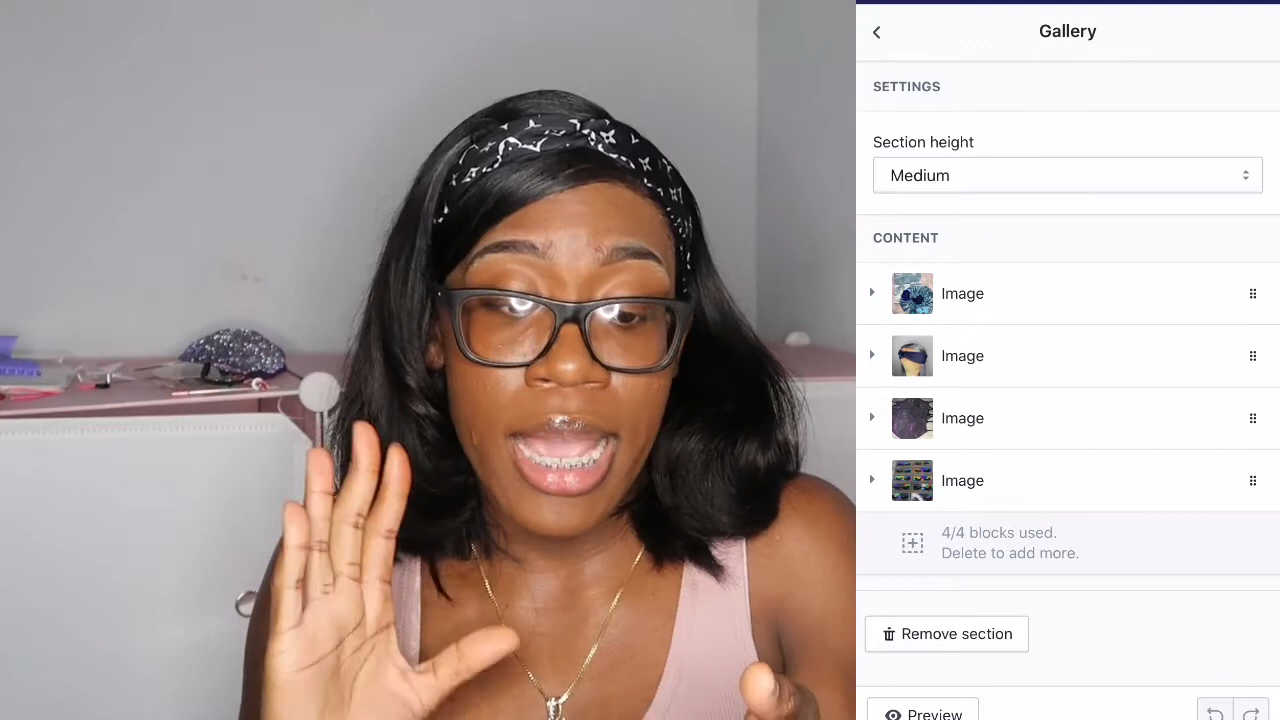 Gallery
SETTINGS
Section height
Medium
CONTENT
Image
Image
Image
Image
4/4 blocks used.
Delete to add more.
Remove section
Preview